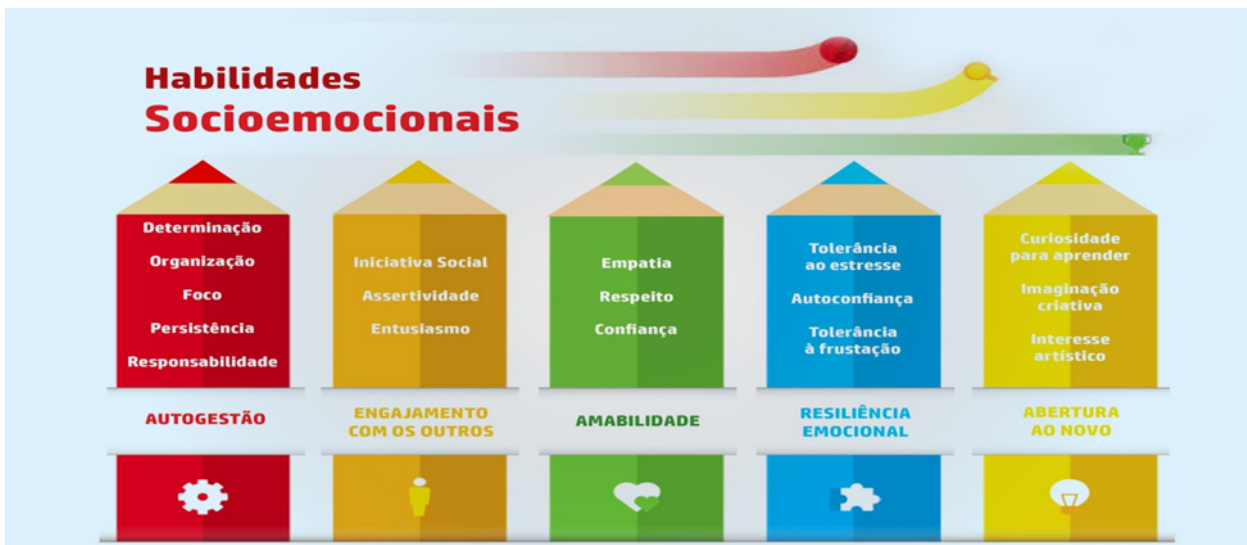 Habilidades
Socioemocionais
Determinação
Organização
Foco
Persistência
Responsabilidade
AUTOGESTÃO
Iniciativa Social
Assertividade
Entusiasmo
ENGAJAMENTO
COM OS OUTROS
Empatia
Respeito
Confiança
AMABILIDADE
Tolerância
ao estresse
Autoconfiança
Tolerância
à frustação
RESILIÊNCIA
EMOCIONAL
Curiosidade
para aprender
Imaginação
criativa
Interesse
artístico
ABERTURA
AO NOVO